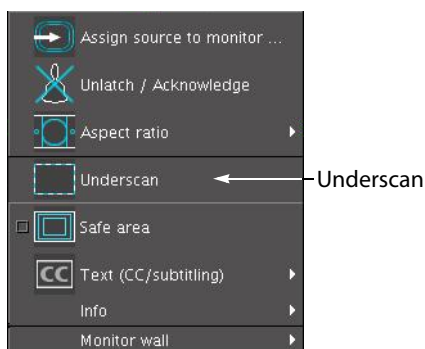 Assign source to monitor ...
Unlatch / Acknowledge
Aspect ratio
Underscan
Underscan
Safe area
CC Text (CC/subtitling)
Info
Monitor wall